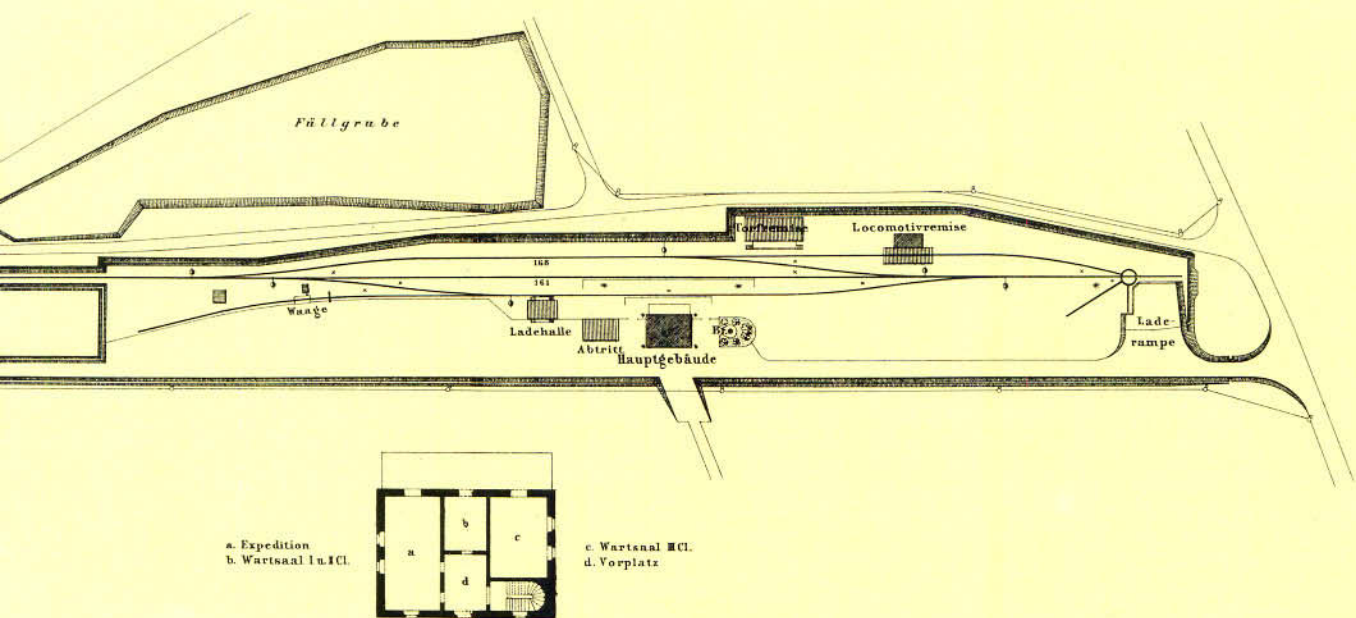 Füllgrube
Torfremise
Locomotivremise
168
161
Waage
Ladehalle
Abtritt
Hauptgebäude
Br.
Lade-
rampe
a. Expedition
b. Wartsaal I u. II Cl.
c. Wartsaal III Cl.
d. Vorplatz
a
b
c
d